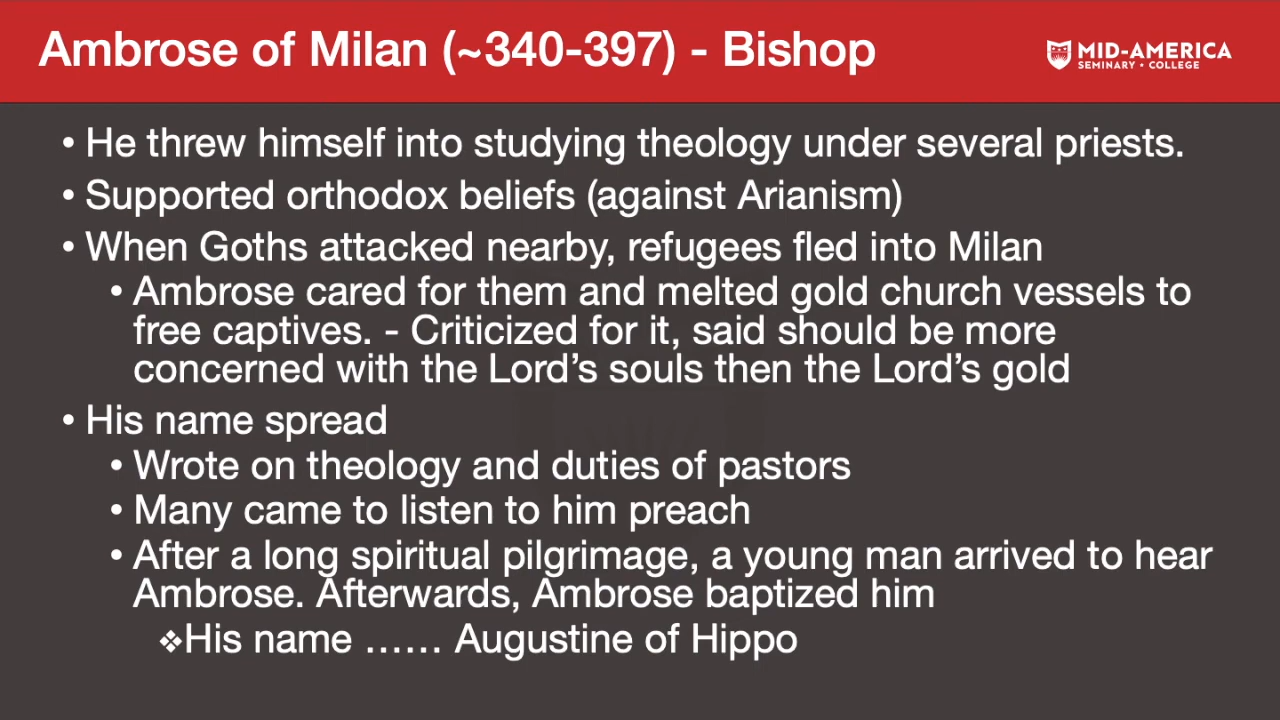 Ambrose of Milan (~340-397) - Bishop
MID-AMERICA
SEMINARY • COLLEGE
• He threw himself into studying theology under several priests.
• Supported orthodox beliefs (against Arianism)
• When Goths attacked nearby, refugees fled into Milan
• Ambrose cared for them and melted gold church vessels to
free captives. - Criticized for it, said should be more
concerned with the Lord’s souls then the Lord’s gold
• His name spread
• Wrote on theology and duties of pastors
• Many came to listen to him preach
• After a long spiritual pilgrimage, a young man arrived to hear
Ambrose. Afterwards, Ambrose baptized him
❖His name …… Augustine of Hippo